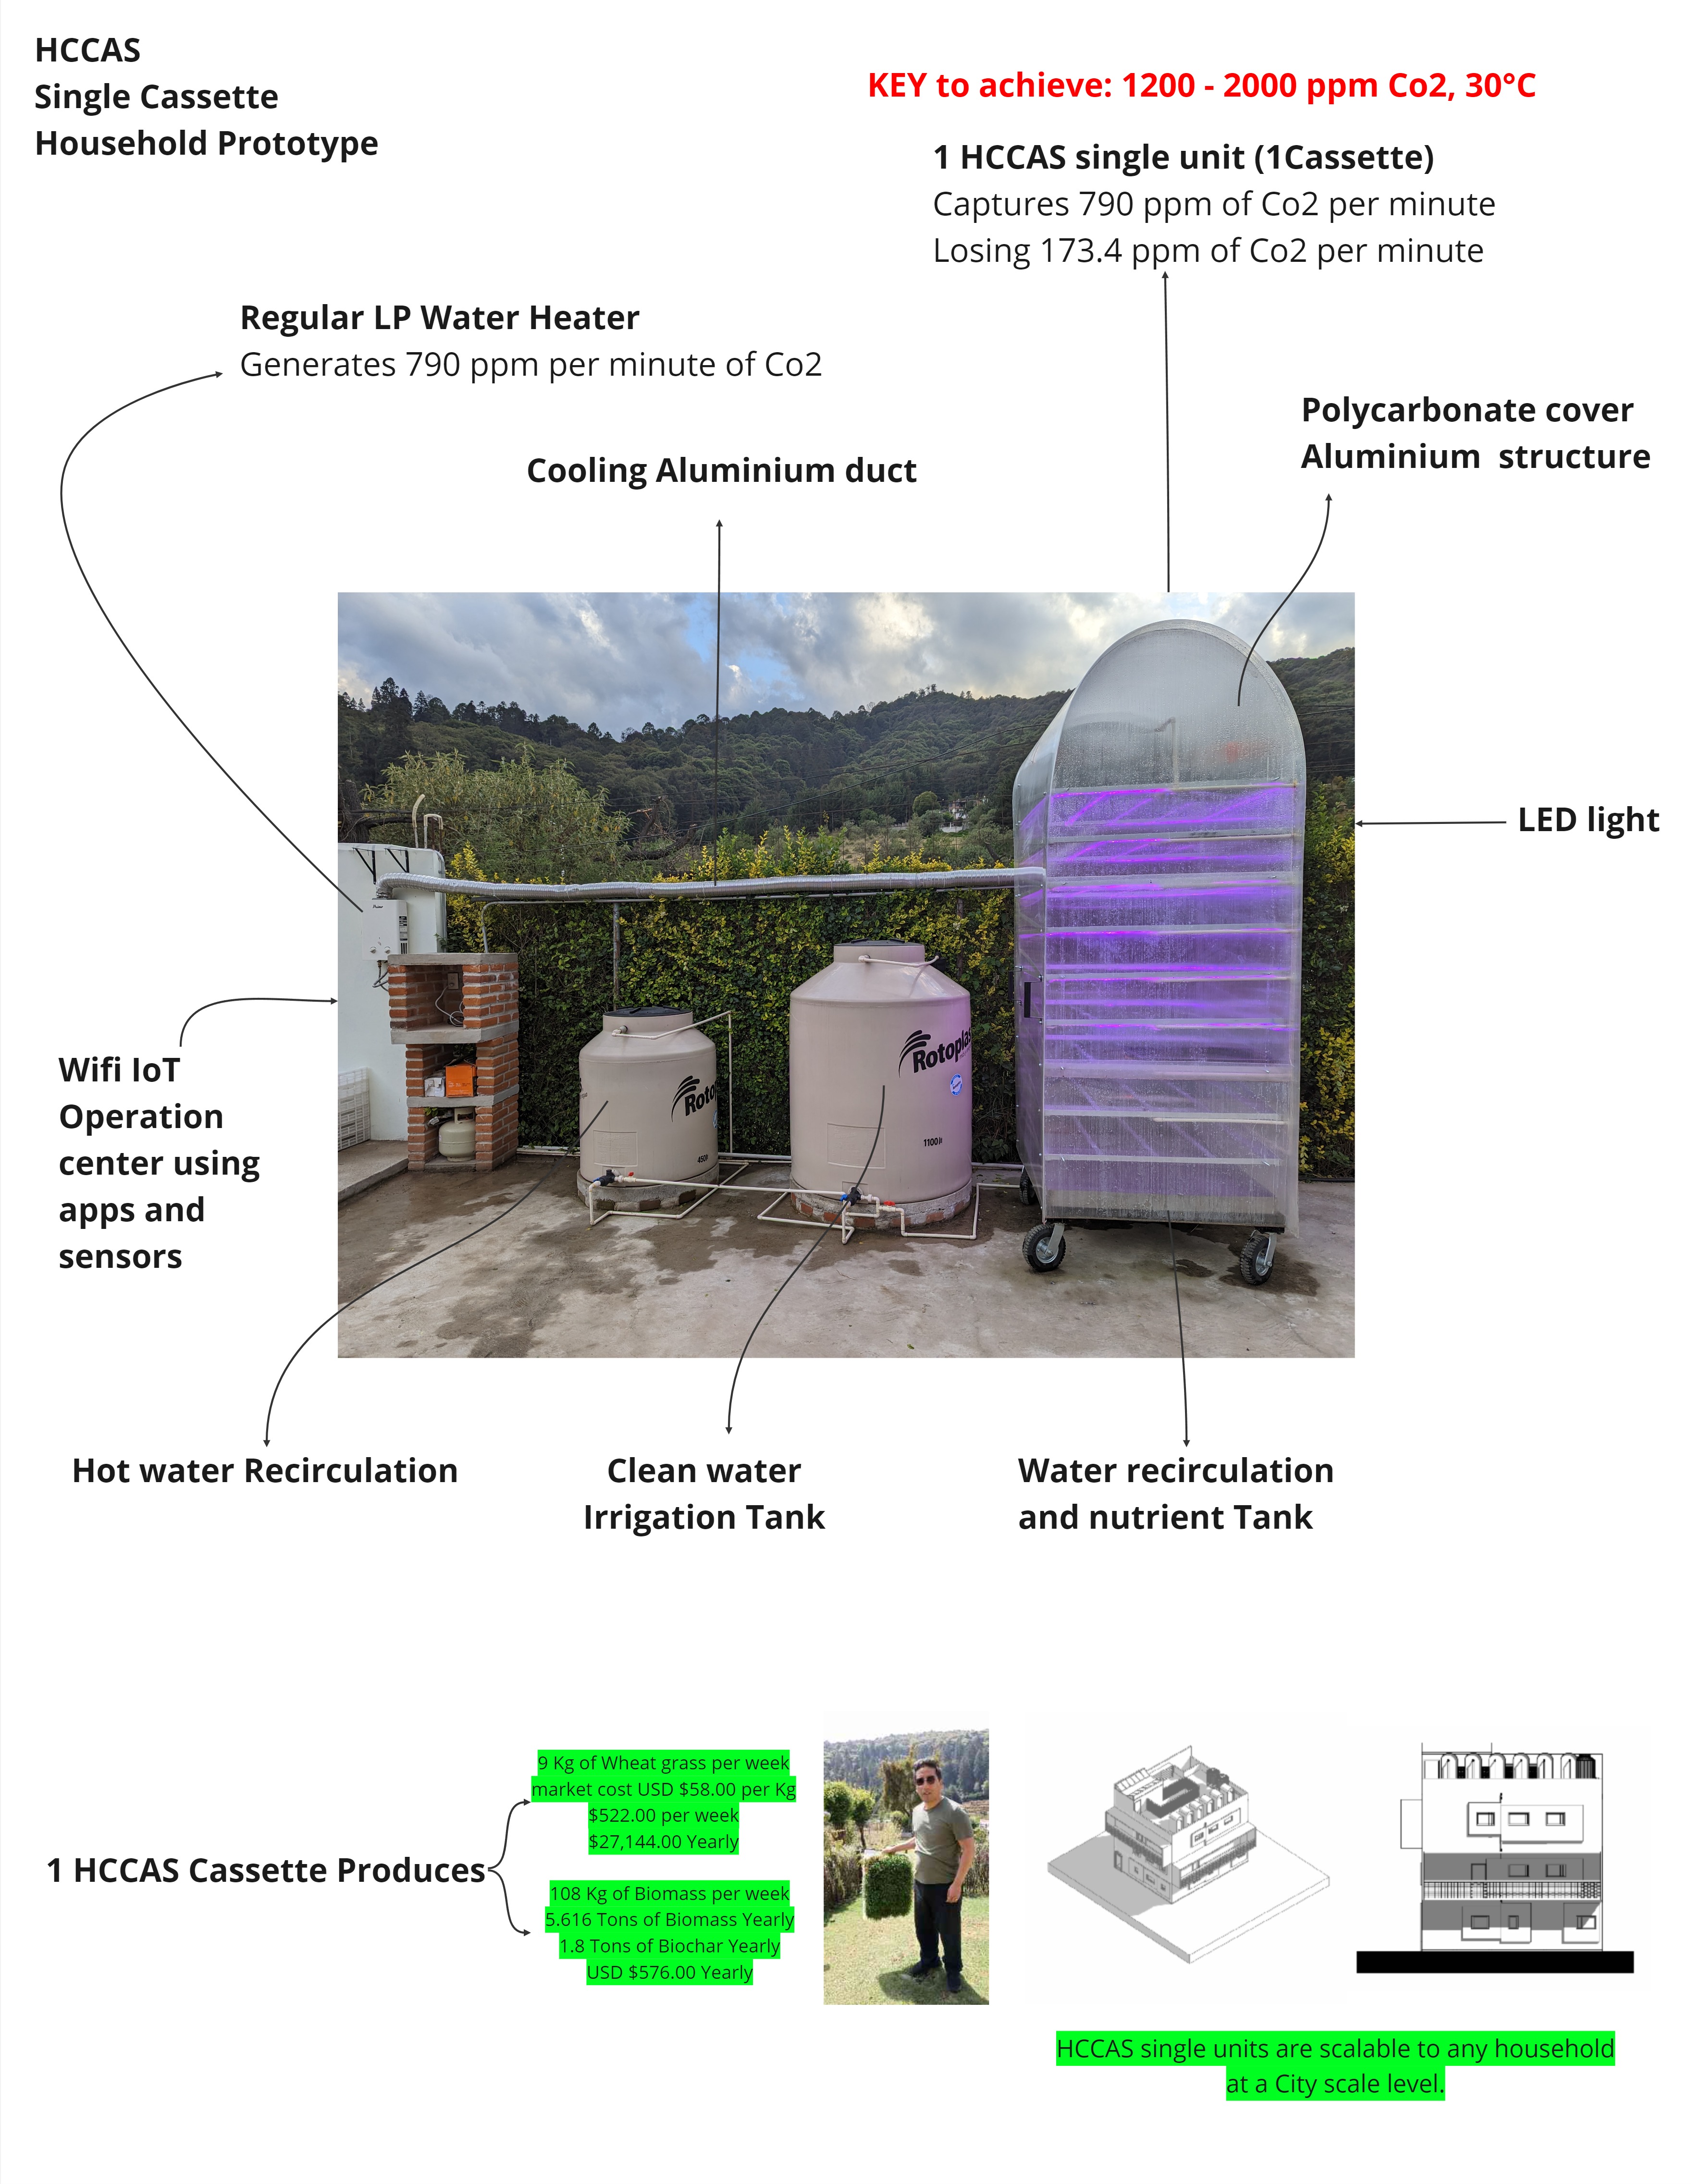 HCCAS
Single Cassette
Household Prototype
KEY to achieve: 1200 - 2000 ppm Co2, 30°C
1 HCCAS single unit (1Cassette)
Captures 790 ppm of Co2 per minute
Losing 173.4 ppm of Co2 per minute
Regular LP Water Heater
Generates 790 ppm per minute of Co2
Polycarbonate cover
Aluminium  structure
Cooling Aluminium duct
LED light
Wifi IoT
Operation
center using
apps and
sensors
Rotop
450
Rotoplas
1100
Hot water Recirculation
Clean water
Irrigation Tank
Water recirculation
and nutrient Tank
1 HCCAS Cassette Produces
9 Kg of Wheat grass per week
market cost USD $58.00 per Kg
$522.00 per week
$27,144.00 Yearly
108 Kg of Biomass per week
5.616 Tons of Biomass Yearly
1.8 Tons of Biochar Yearly
USD $576.00 Yearly
HCCAS single units are scalable to any household
at a City scale level.